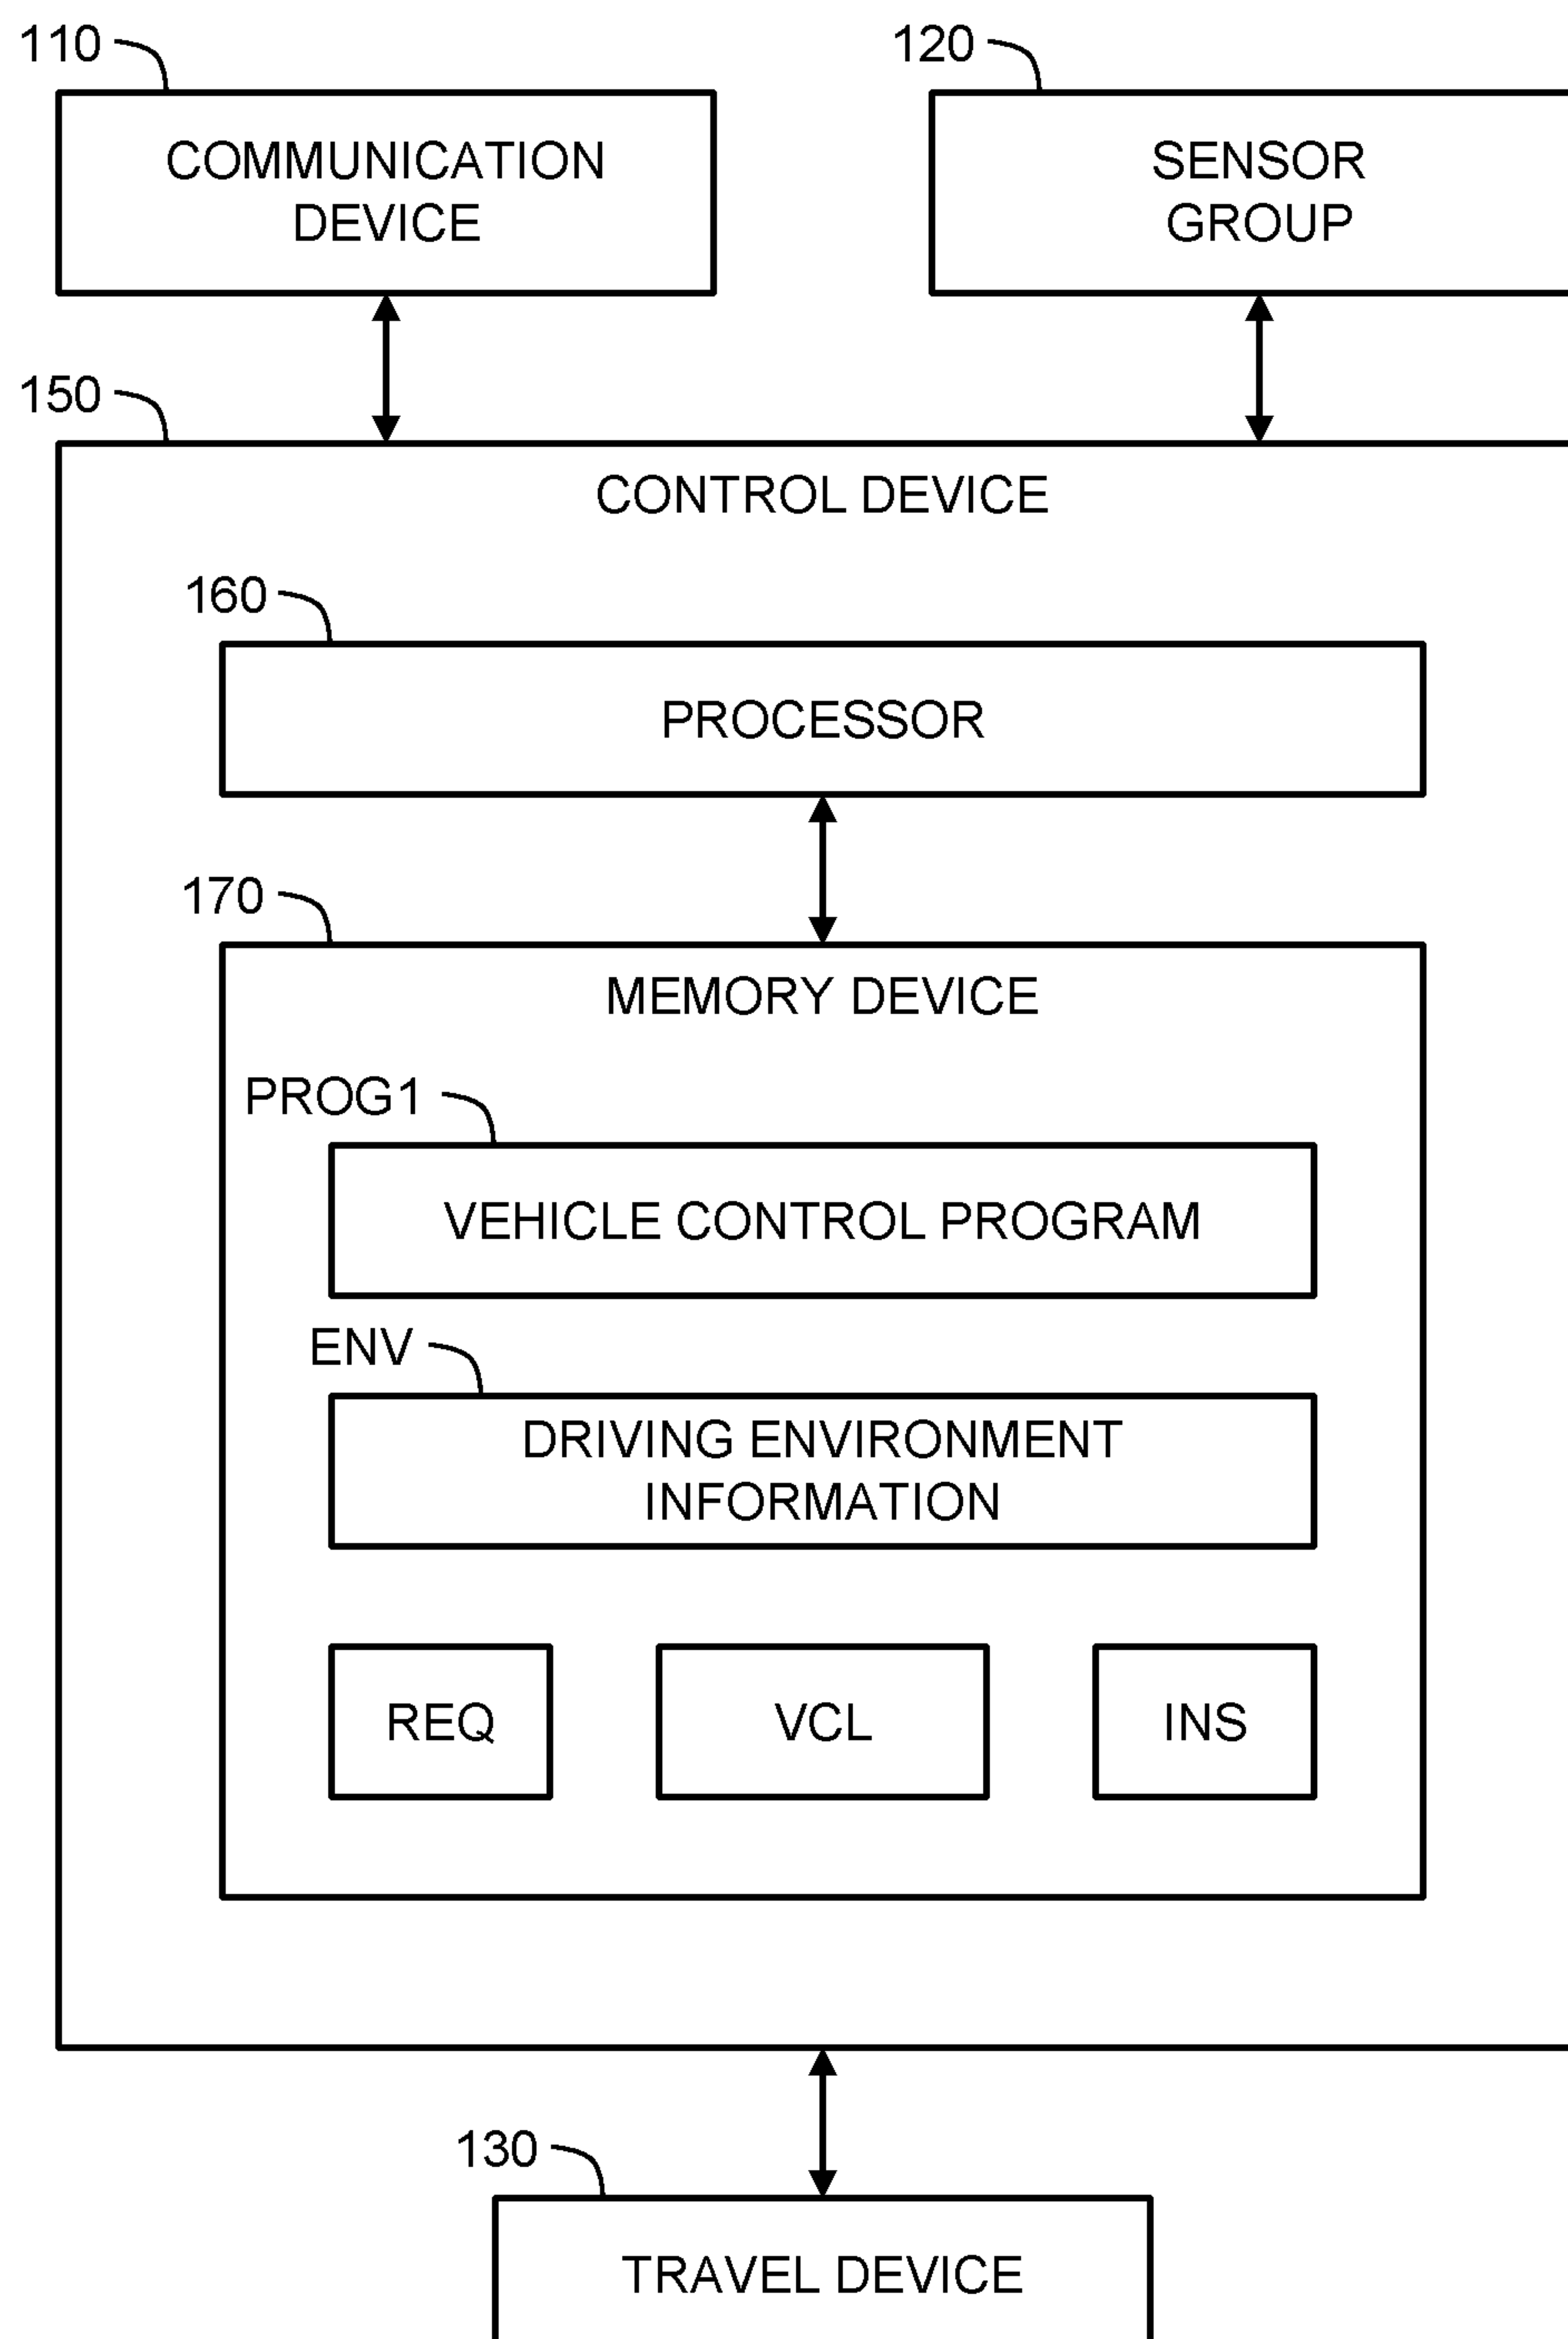 110
120
COMMUNICATION
DEVICE
SENSOR
GROUP
150
CONTROL DEVICE
160
PROCESSOR
170
MEMORY DEVICE
PROG1
VEHICLE CONTROL PROGRAM
ENV
DRIVING ENVIRONMENT
INFORMATION
REQ
VCL
INS
130
TRAVEL DEVICE